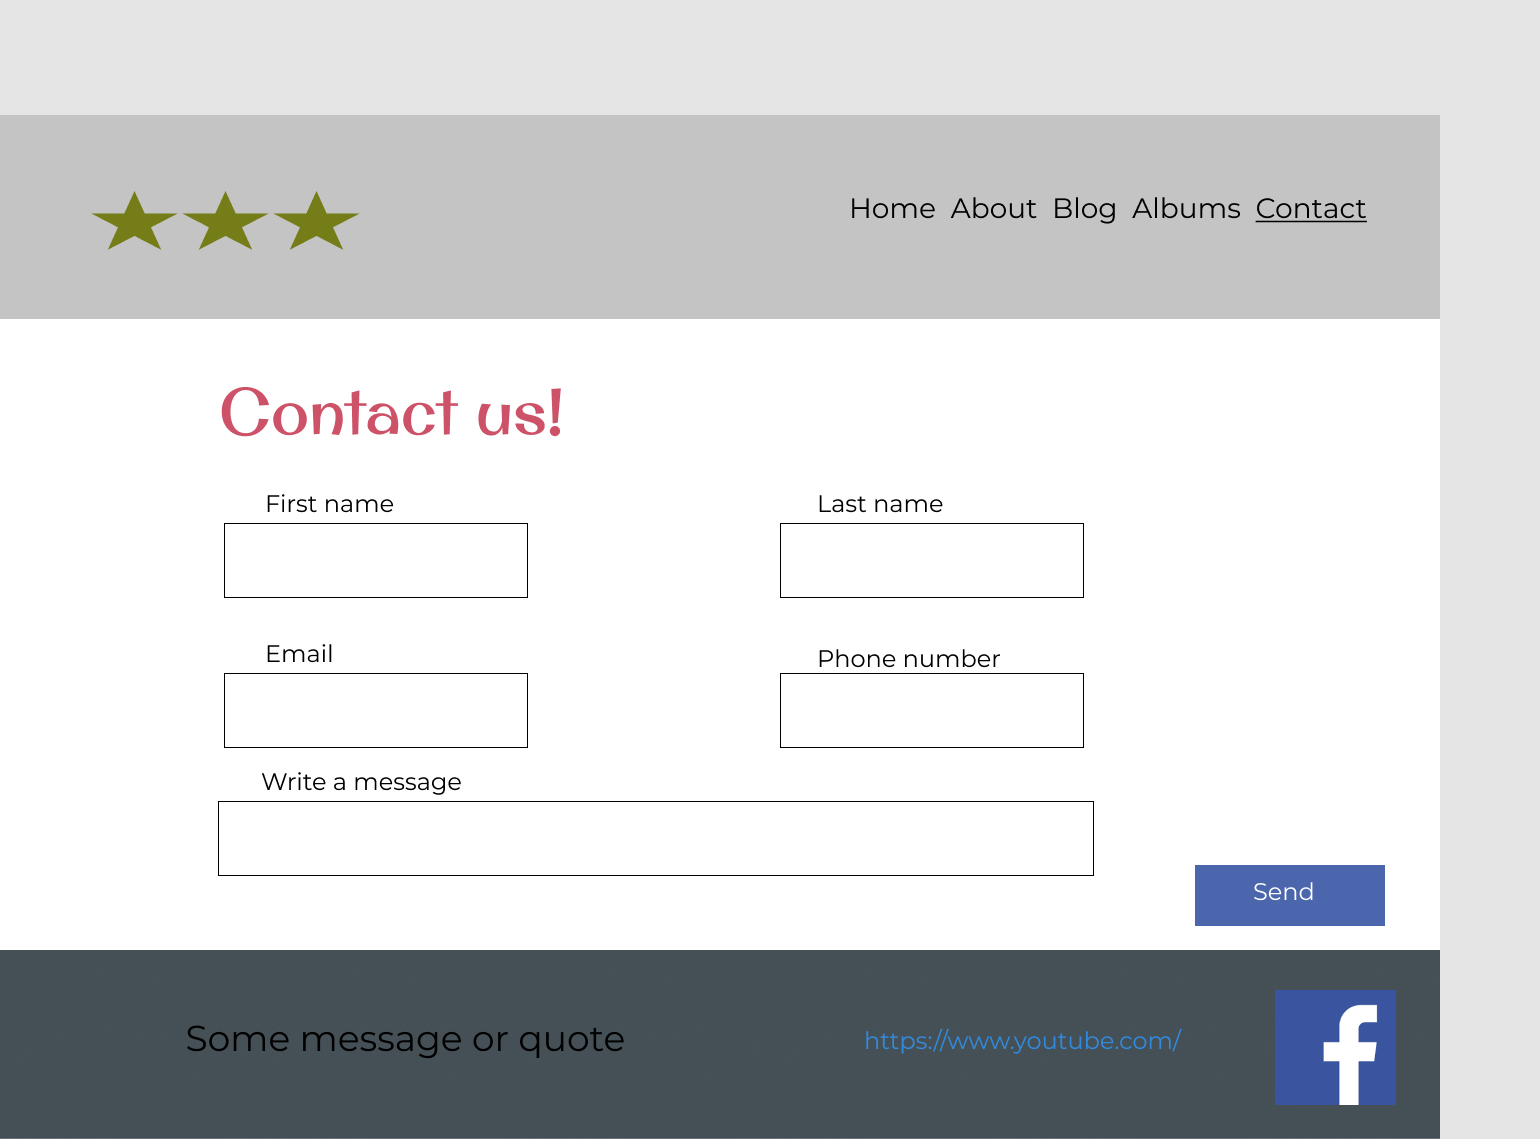 Home About Blog Albums Contact
Contact us!
First name
Last name
Email
Phone number
Write a message
Send
Some message or quote
https://www.youtube.com/
f